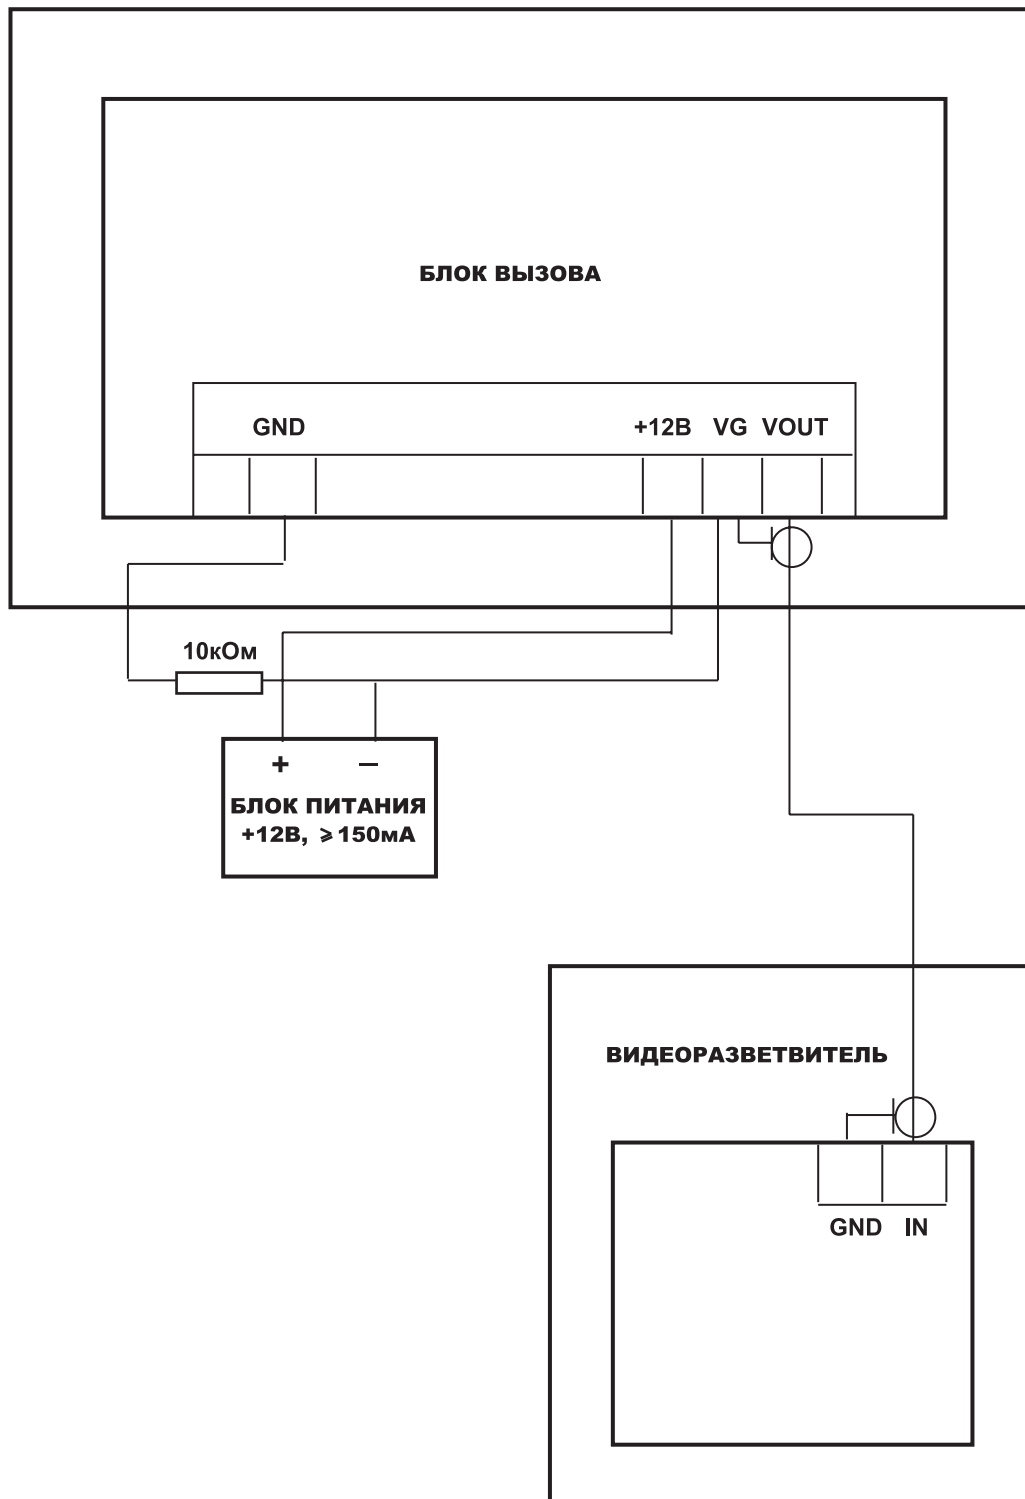 БЛОК ВЫЗОВА
GND +12В VG VOUT
10кОм
+ –
БЛОК ПИТАНИЯ
+12В, ⩾150мА
ВИДЕОРАЗВЕТВИТЕЛЬ
GND IN